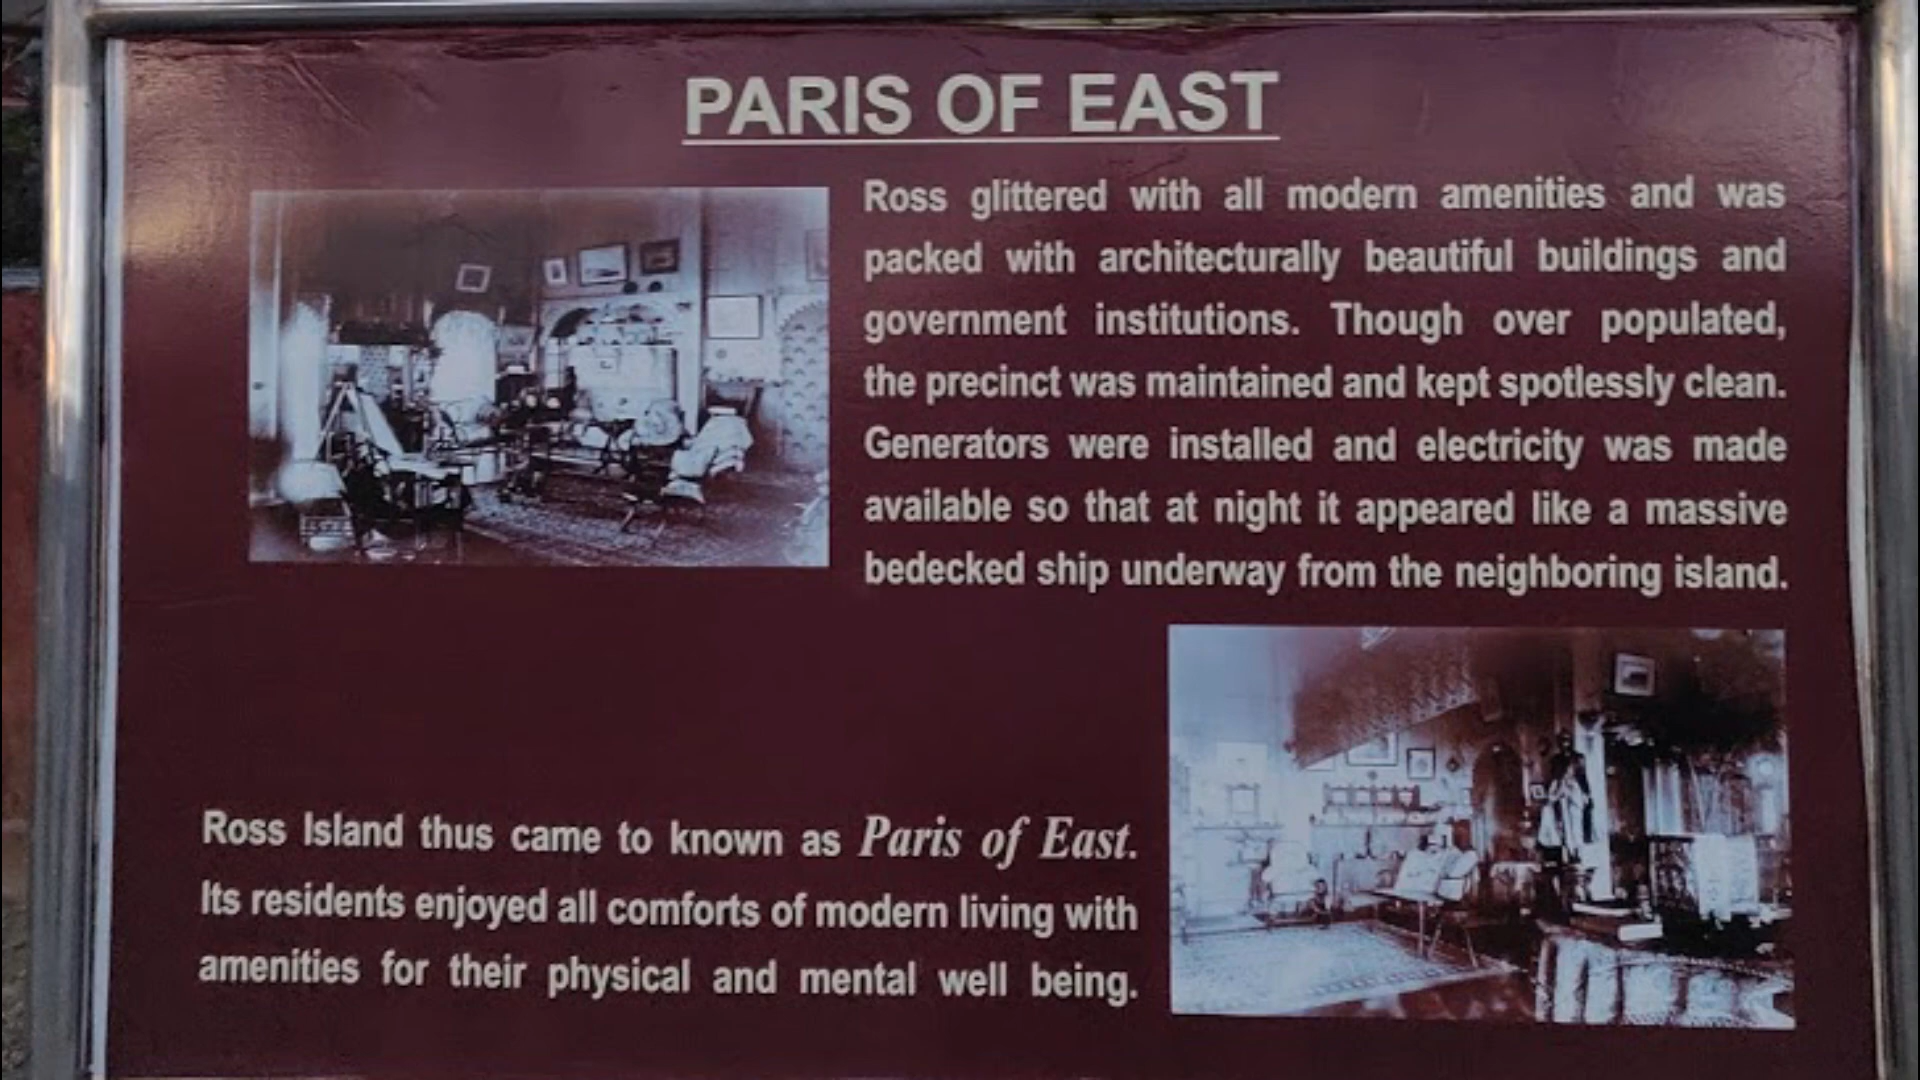 PARIS OF EAST
Ross glittered with all modern amenities and was
packed with architecturally beautiful buildings and
government institutions. Though over populated,
the precinct was maintained and kept spotlessly clean.
Generators were installed and electricity was made
available so that at night it appeared like a massive
bedecked ship underway from the neighboring island.
Ross Island thus came to known as Paris of East.
Its residents enjoyed all comforts of modern living with
amenities for their physical and mental well being.